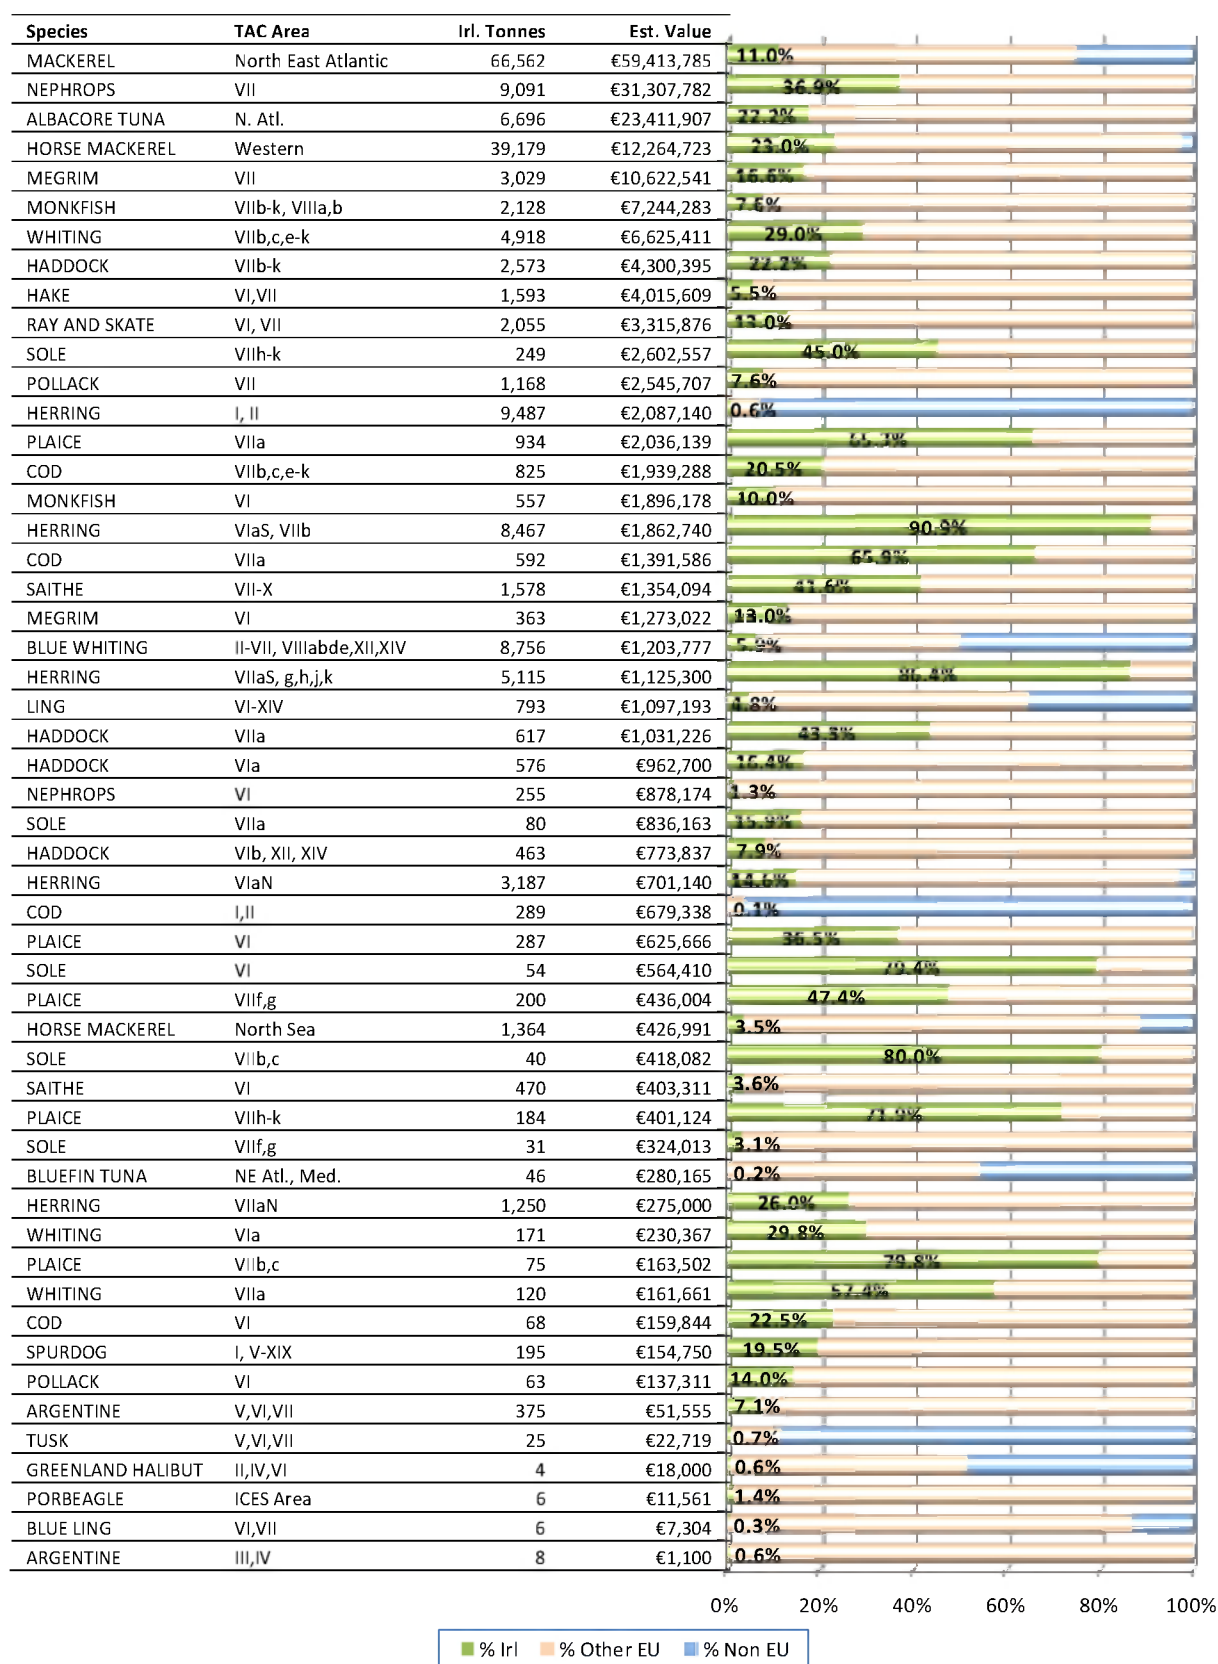 Species TAC Area Irl. Tonnes Est. Value
MACKEREL North East Atlantic 66,562 €59,413,785 11.0%
NEPHROPS VII 9,091 €31,307,782 36.9%
ALBACORE TUNA N. Atl. 6,696 €23,411,907
HORSE MACKEREL Western 39,179 €12,264,723 23.0%
MEGRIM VII 3,029 €10,622,541 16.6%
MONKFISH VIIb-k, VIIIa,b 2,128 €7,244,283 7.6%
WHITING VIIb,c,e-k 4,918 €6,625,411 29.0%
HADDOCK VIIb-k 2,573 €4,300,395 22.2%
HAKE VI,VII 1,593 €4,015,609 5.5%
RAY AND SKATE VI, VII 2,055 €3,315,876 13.0%
SOLE VIIh-k 249 €2,602,557 45.0%
POLLACK VII 1,168 €2,545,707 7.6%
HERRING I, II 9,487 €2,087,140 0.6%
PLAICE VIIa 934 €2,036,139
COD VIIb,c,e-k 825 €1,939,288 20.5%
MONKFISH VI 557 €1,896,178 10.0%
HERRING VIaS, VIIb 8,467 €1,862,740 90.9%
COD VIIa 592 €1,391,586 65.9%
SAITHE VII-X 1,578 €1,354,094 41.6%
MEGRIM VI 363 €1,273,022 13.0%
BLUE WHITING II-VII, VIIIabde,XII,XIV 8,756 €1,203,777 5.9%
HERRING VIIaS, g,h,j,k 5,115 €1,125,300 86.4%
LING VI-XIV 793 €1,097,193 4.8%
HADDOCK VIIa 617 €1,031,226 43.3%
HADDOCK VIa 576 €962,700 16.4%
NEPHROPS VI 255 €878,174 1.3%
SOLE VIIa 80 €836,163 15.9%
HADDOCK VIb, XII, XIV 463 €773,837 7.9%
HERRING VIaN 3,187 €701,140 14.6%
COD I,II 289 €679,338 0.1%
PLAICE VI 287 €625,666 36.5%
SOLE VI 54 €564,410 79.4%
PLAICE VIIf,g 200 €436,004 47.4%
HORSE MACKEREL North Sea 1,364 €426,991 3.5%
SOLE VIIb,c 40 €418,082 80.0%
SAITHE VI 470 €403,311 3.6%
PLAICE VIIh-k 184 €401,124 71.9%
SOLE VIIf,g 31 €324,013 3.1%
BLUEFIN TUNA NE Atl., Med. 46 €280,165 0.2%
HERRING VIIaN 1,250 €275,000 26.0%
WHITING VIa 171 €230,367 29.8%
PLAICE VIIb,c 75 €163,502 79.8%
WHITING VIIa 120 €161,661 57.4%
COD VI 68 €159,844 22.5%
SPURDOG I, V-XIX 195 €154,750 19.5%
POLLACK VI 63 €137,311 14.0%
ARGENTINE V,VI,VII 375 €51,555 7.1%
TUSK V,VI,VII 25 €22,719 0.7%
GREENLAND HALIBUT II,IV,VI 4 €18,000 0.6%
PORBEAGLE ICES Area 6 €11,561 1.4%
BLUE LING VI,VII 6 €7,304 0.3%
ARGENTINE III,IV 8 €1,100 0.6%
0% 20% 40% 60% 80% 100%
% Irl % Other EU % Non EU